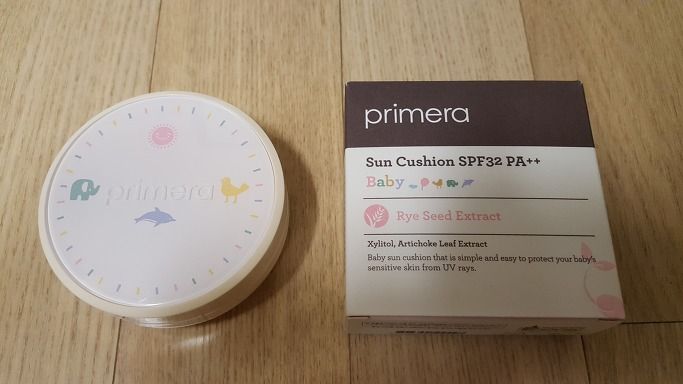 primera
primera
Sun Cushion SPF32 PA++
Baby
Rye Seed Extract
Xylitol, Artichoke Leaf Extract
Baby sun cushion that is simple and easy to protect your baby's
sensitive skin from UV rays.